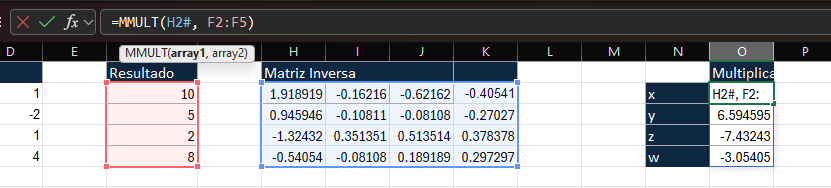 =MMULT(H2#, F2:F5)
D E H I J K L M N O P
MMULT(array1, array2)
Resultado Matriz Inversa Multiplica
1 10 1.918919 -0.16216 -0.62162 -0.40541 x H2#, F2:
-2 5 0.945946 -0.10811 -0.08108 -0.27027 y 6.594595
1 2 -1.32432 0.351351 0.513514 0.378378 z -7.43243
4 8 -0.54054 -0.08108 0.189189 0.297297 w -3.05405